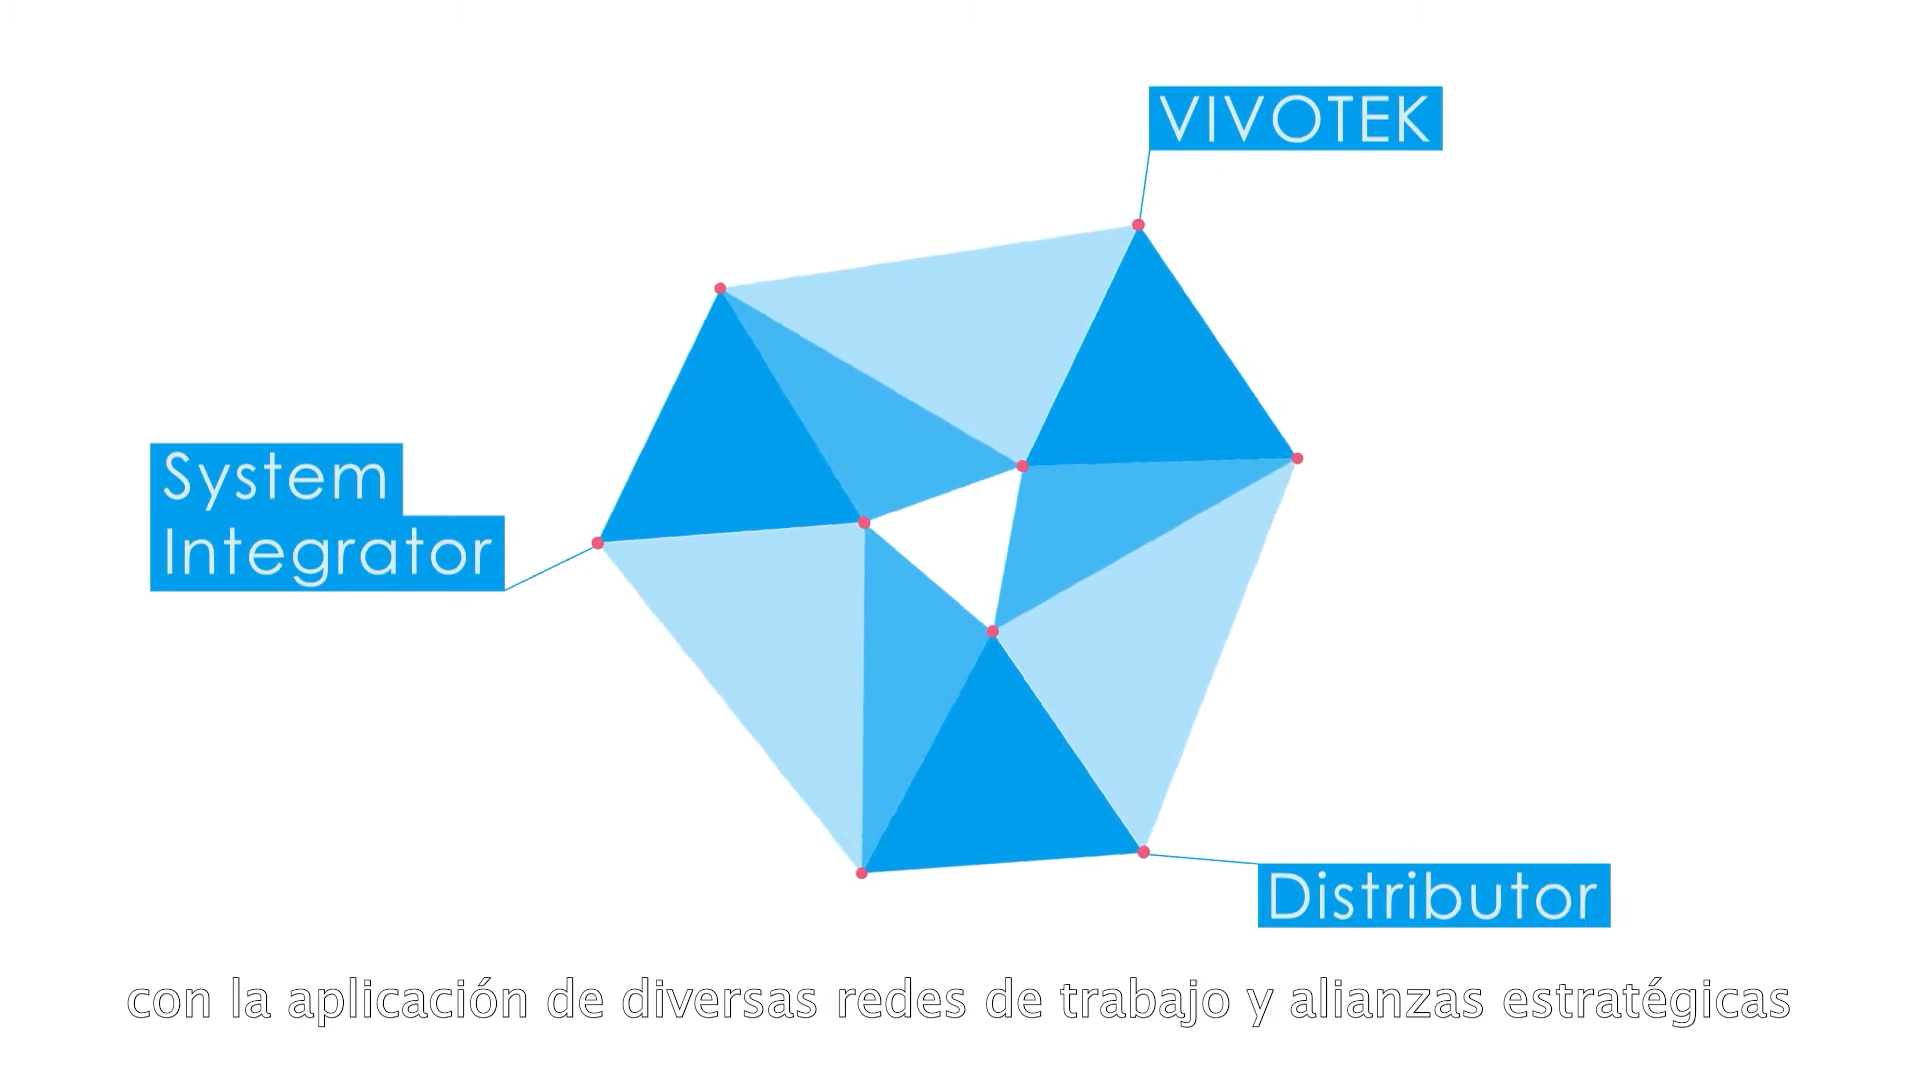 VIVOTEK
System
Integrator
Distributor
con la aplicación de diversas redes de trabajo y alianzas estratégicas